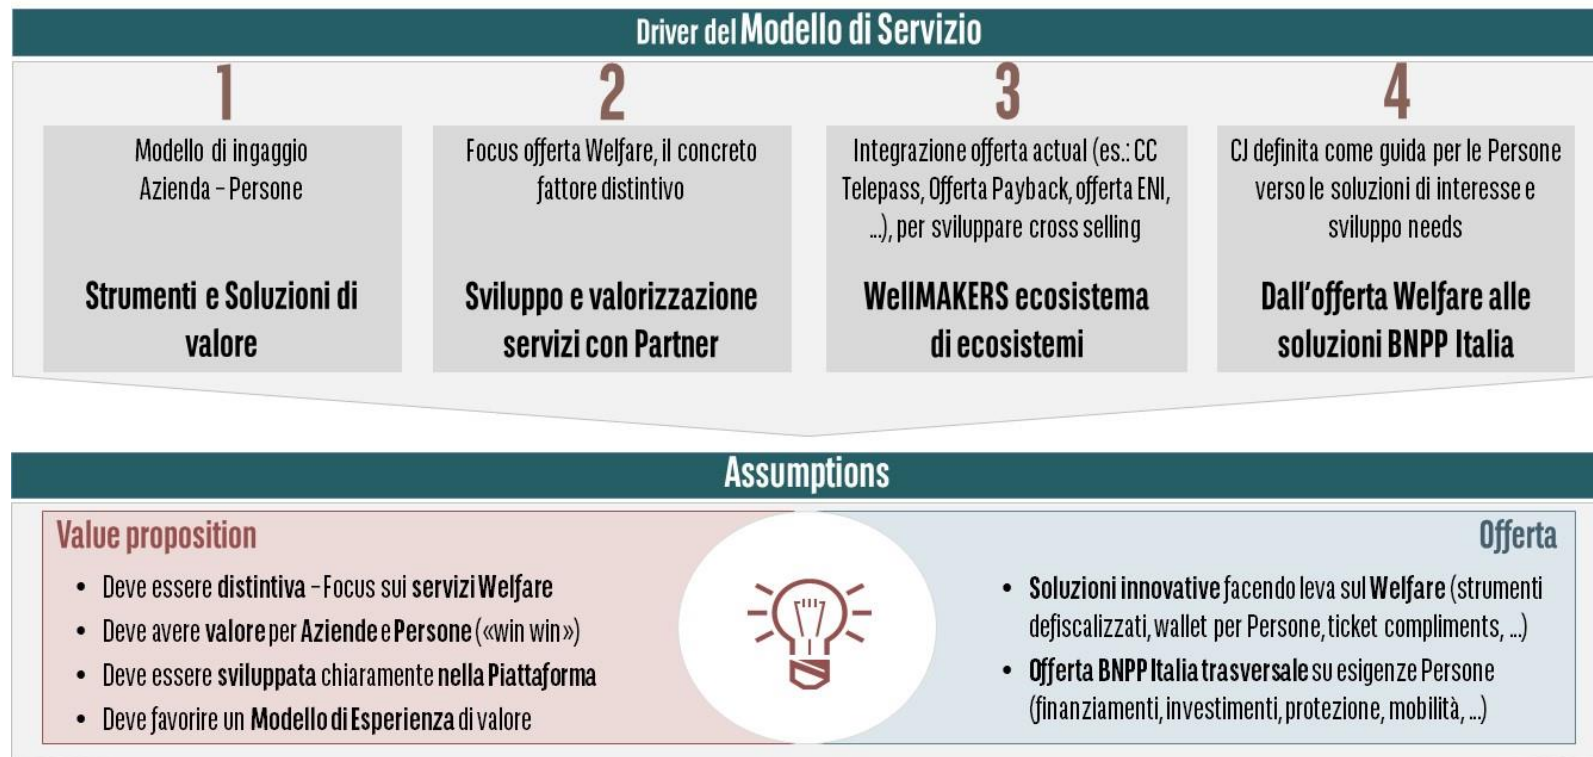 Driver del Modello di Servizio
1
Modello di ingaggio
Azienda – Persone
Strumenti e Soluzioni di
valore
2
Focus offerta Welfare, il concreto
fattore distintivo
Sviluppo e valorizzazione
servizi con Partner
3
Integrazione offerta actual (es.: CC
Telepass, Offerta Payback, offerta ENI,
...), per sviluppare cross selling
WellMAKERS ecosistema
di ecosistemi
4
CJ definita come guida per le Persone
verso le soluzioni di interesse e
sviluppo needs
Dall’offerta Welfare alle
soluzioni BNPP Italia
Assumptions
Value proposition
• Deve essere distintiva – Focus sui servizi Welfare
• Deve avere valore per Aziende e Persone («win win»)
• Deve essere sviluppata chiaramente nella Piattaforma
• Deve favorire un Modello di Esperienza di valore
Offerta
• Soluzioni innovative facendo leva sul Welfare (strumenti
defiscalizzati, wallet per Persone, ticket compliments, ...)
• Offerta BNPP Italia trasversale su esigenze Persone
(finanziamenti, investimenti, protezione, mobilità, ...)